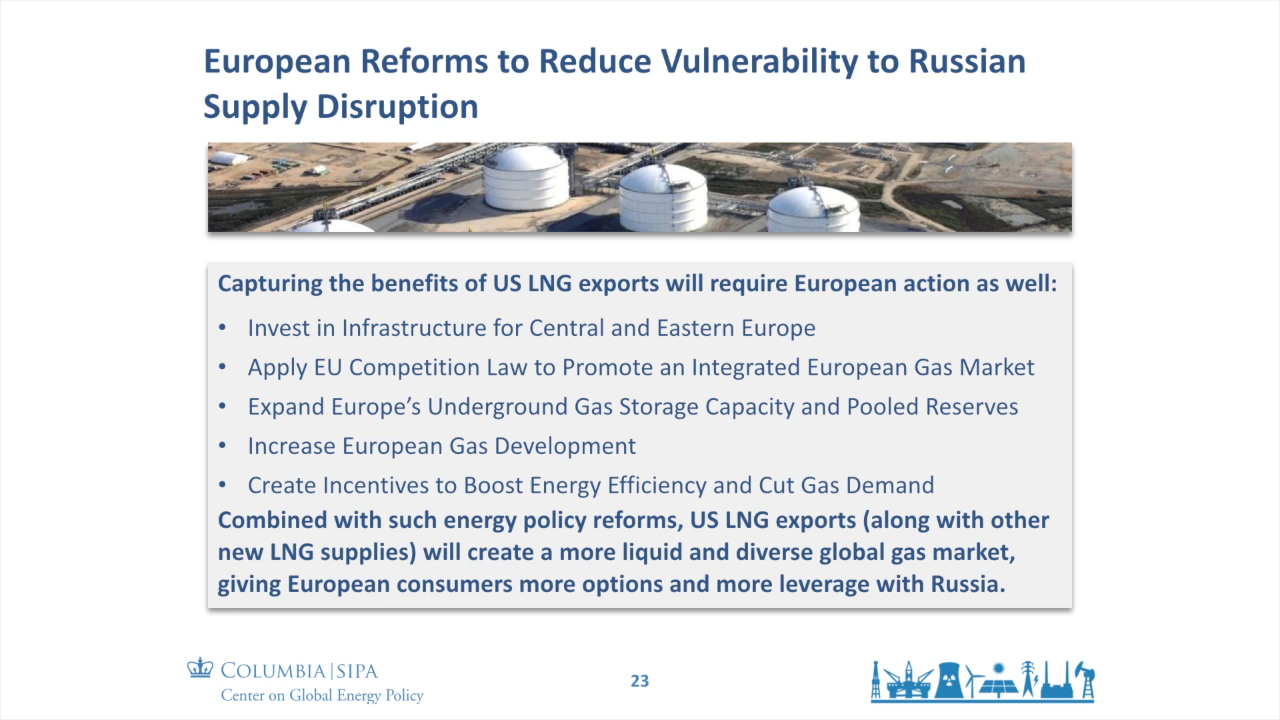 European Reforms to Reduce Vulnerability to Russian
Supply Disruption
Capturing the benefits of US LNG exports will require European action as well:
• Invest in Infrastructure for Central and Eastern Europe
• Apply EU Competition Law to Promote an Integrated European Gas Market
• Expand Europe’s Underground Gas Storage Capacity and Pooled Reserves
• Increase European Gas Development
• Create Incentives to Boost Energy Efficiency and Cut Gas Demand
Combined with such energy policy reforms, US LNG exports (along with other
new LNG supplies) will create a more liquid and diverse global gas market,
giving European consumers more options and more leverage with Russia.
COLUMBIA | SIPA
Center on Global Energy Policy
23